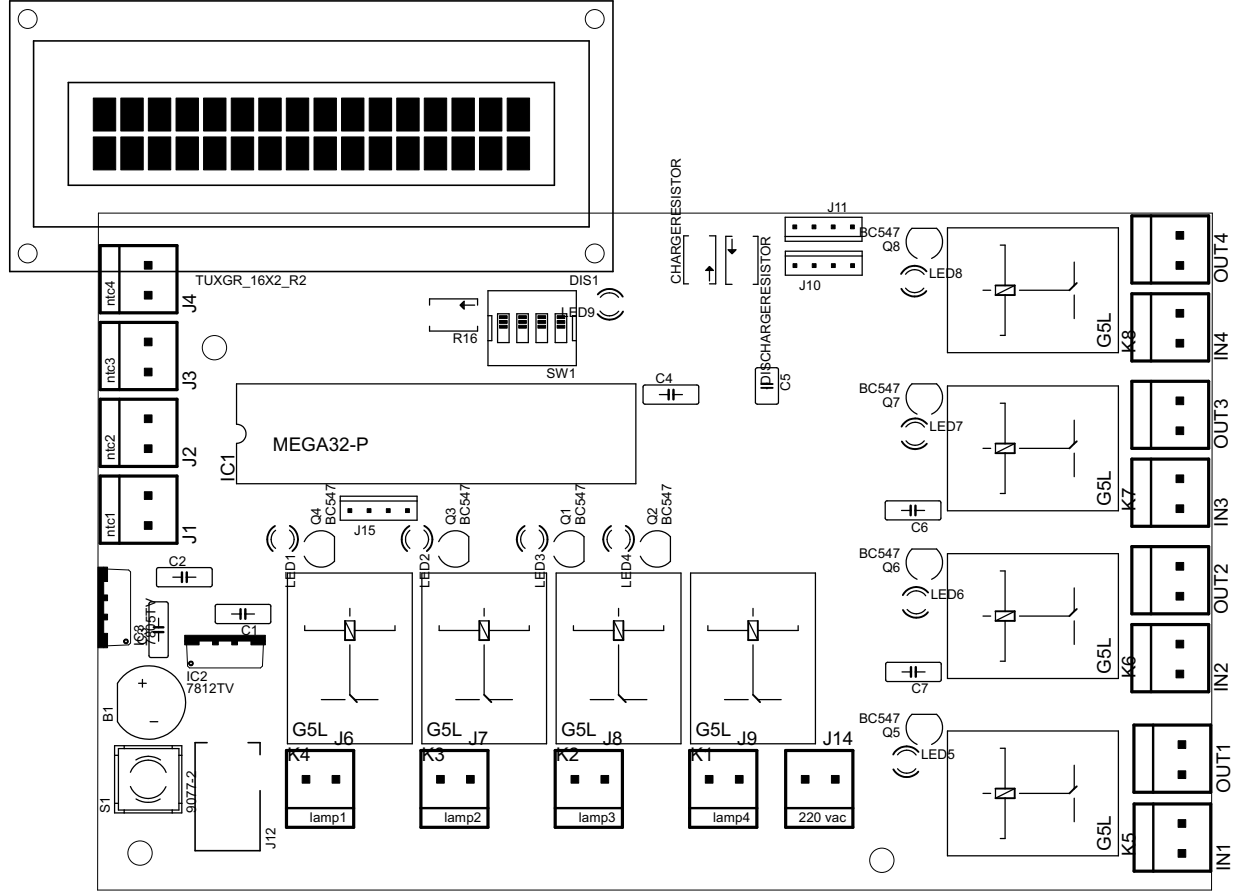 CHARGERESISTOR
DISCHARGERESISTOR
J11
J10
BC547
Q8
LED8
G5L
K8
OUT4
IN4
ntc4
J4
TUXGR_16X2_R2
DIS1
LED9
R16
SW1
ntc3
J3
C4
C5
BC547
Q7
LED7
G5L
K7
OUT3
IN3
C6
ntc2
J2
IC1
MEGA32-P
ntc1
J1
J15
Q4
BC547
Q3
BC547
Q1
BC547
Q2
BC547
LED1
LED2
LED3
LED4
BC547
Q6
LED6
G5L
K6
OUT2
IN2
C7
C2
C1
7805TV
IC2
7812TV
B1
S1
9077-2
J12
G5L
K4
J6
lamp1
G5L
K3
J7
lamp2
G5L
K2
J8
lamp3
G5L
K1
J9
lamp4
J14
220 vac
BC547
Q5
LED5
G5L
K5
OUT1
IN1